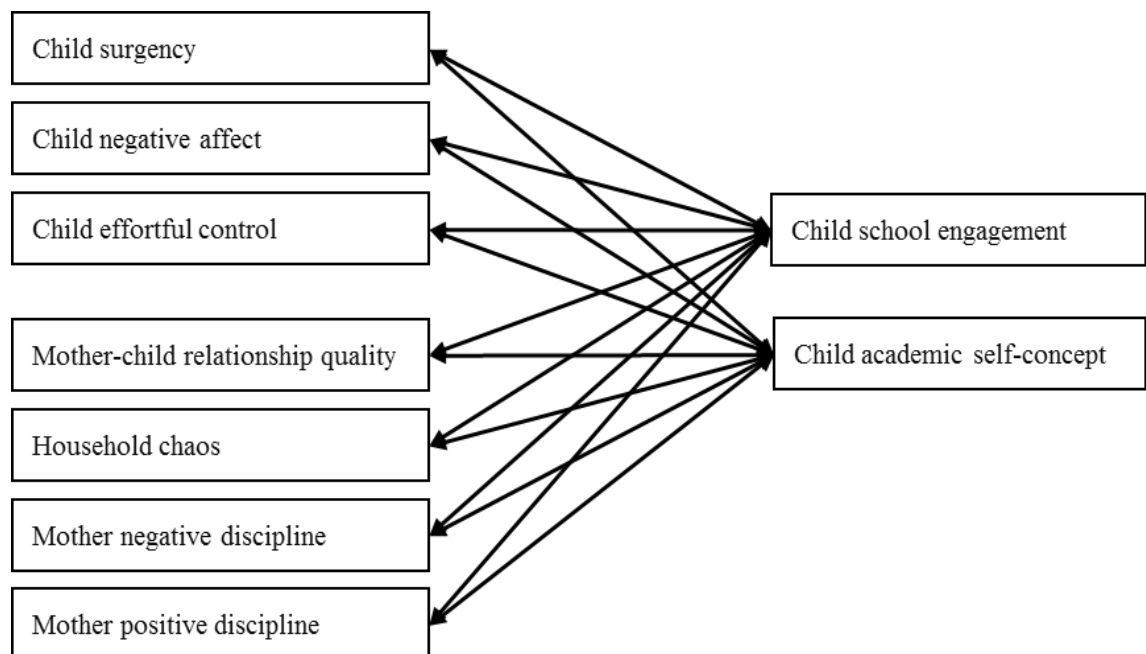 Child surgency
Child negative affect
Child effortful control
Mother-child relationship quality
Household chaos
Mother negative discipline
Mother positive discipline
Child school engagement
Child academic self-concept